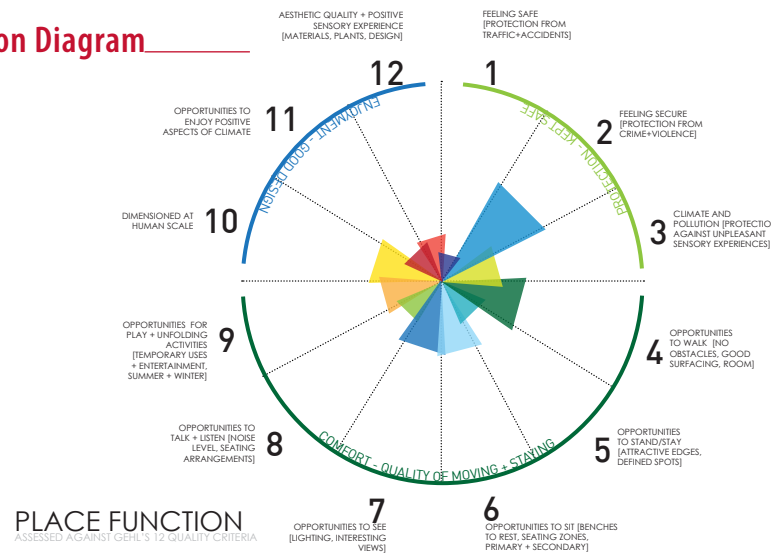 on Diagram
AESTHETIC QUALITY + POSITIVE
SENSORY EXPERIENCE
[MATERIALS, PLANTS, DESIGN]
12
FEELING SAFE
[PROTECTION FROM
TRAFFIC+ACCIDENTS]
1
OPPORTUNITIES TO
ENJOY POSITIVE
ASPECTS OF CLIMATE
11
2
FEELING SECURE
[PROTECTION FROM
CRIME+VIOLENCE]
ENJOYMENT - GOOD DESIGN
PROTECTION - KEPT SAFE
DIMENSIONED AT
HUMAN SCALE
10
3
CLIMATE AND
POLLUTION [PROTECTIO
AGAINST UNPLEASANT
SENSORY EXPERIENCES]
OPPORTUNITIES FOR
PLAY + UNFOLDING
ACTIVITIES
[TEMPORARY USES
+ ENTERTAINMENT,
SUMMER + WINTER]
9
4
OPPORTUNITIES
TO WALK [NO
OBSTACLES, GOOD
SURFACING, ROOM]
OPPORTUNITIES TO
TALK + LISTEN [NOISE
LEVEL, SEATING
ARRANGEMENTS]
8
5
OPPORTUNITIES
TO STAND/STAY
[ATTRACTIVE EDGES,
DEFINED SPOTS]
COMFORT - QUALITY OF MOVING + STAYING
7
OPPORTUNITIES TO SEE
[LIGHTING, INTERESTING
VIEWS]
6
OPPORTUNITIES TO SIT [BENCHES
TO REST, SEATING ZONES,
PRIMARY + SECONDARY]
PLACE FUNCTION
ASSESSED AGAINST GEHL'S 12 QUALITY CRITERIA